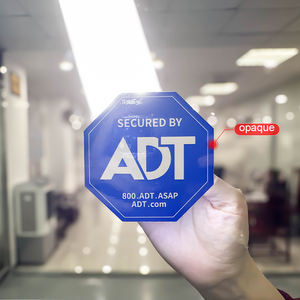 SECURED BY
ADT
opaque
800.ADT.ASAP
ADT.com